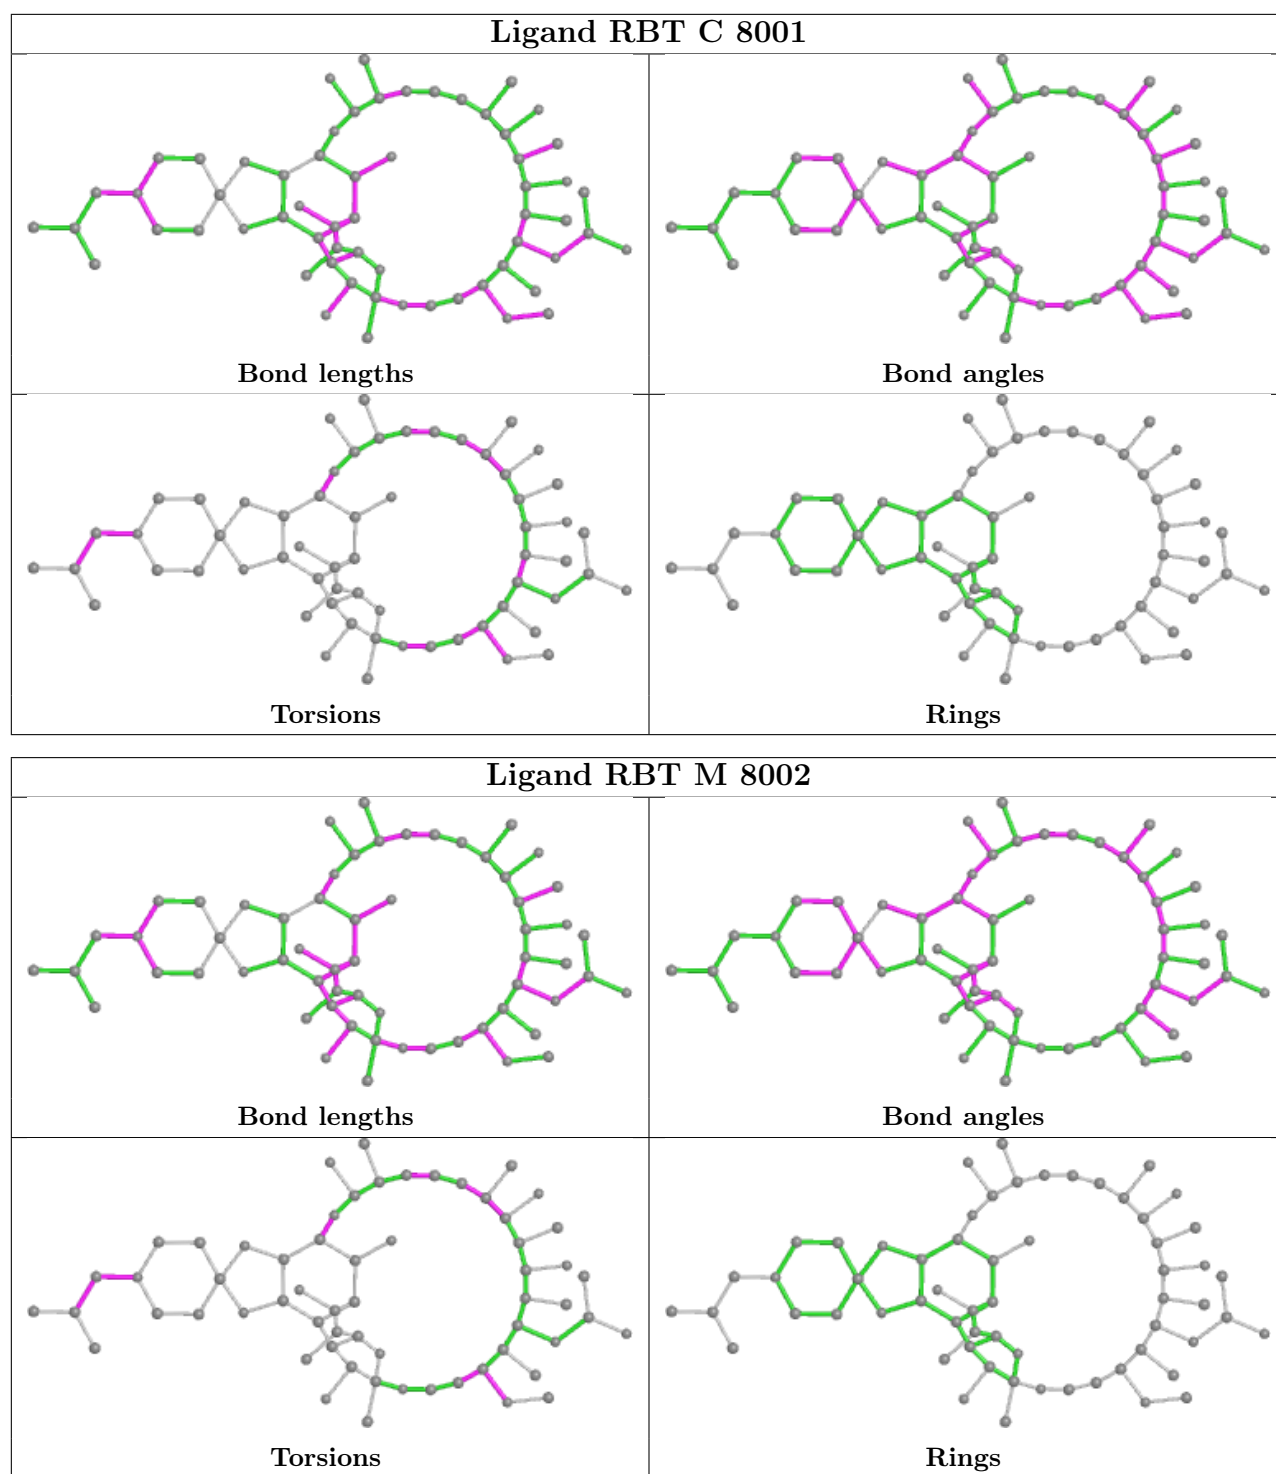 Ligand RBT C 8001
Bond lengths
Bond angles
Torsions
Rings
Ligand RBT M 8002
Bond lengths
Bond angles
Torsions
Rings